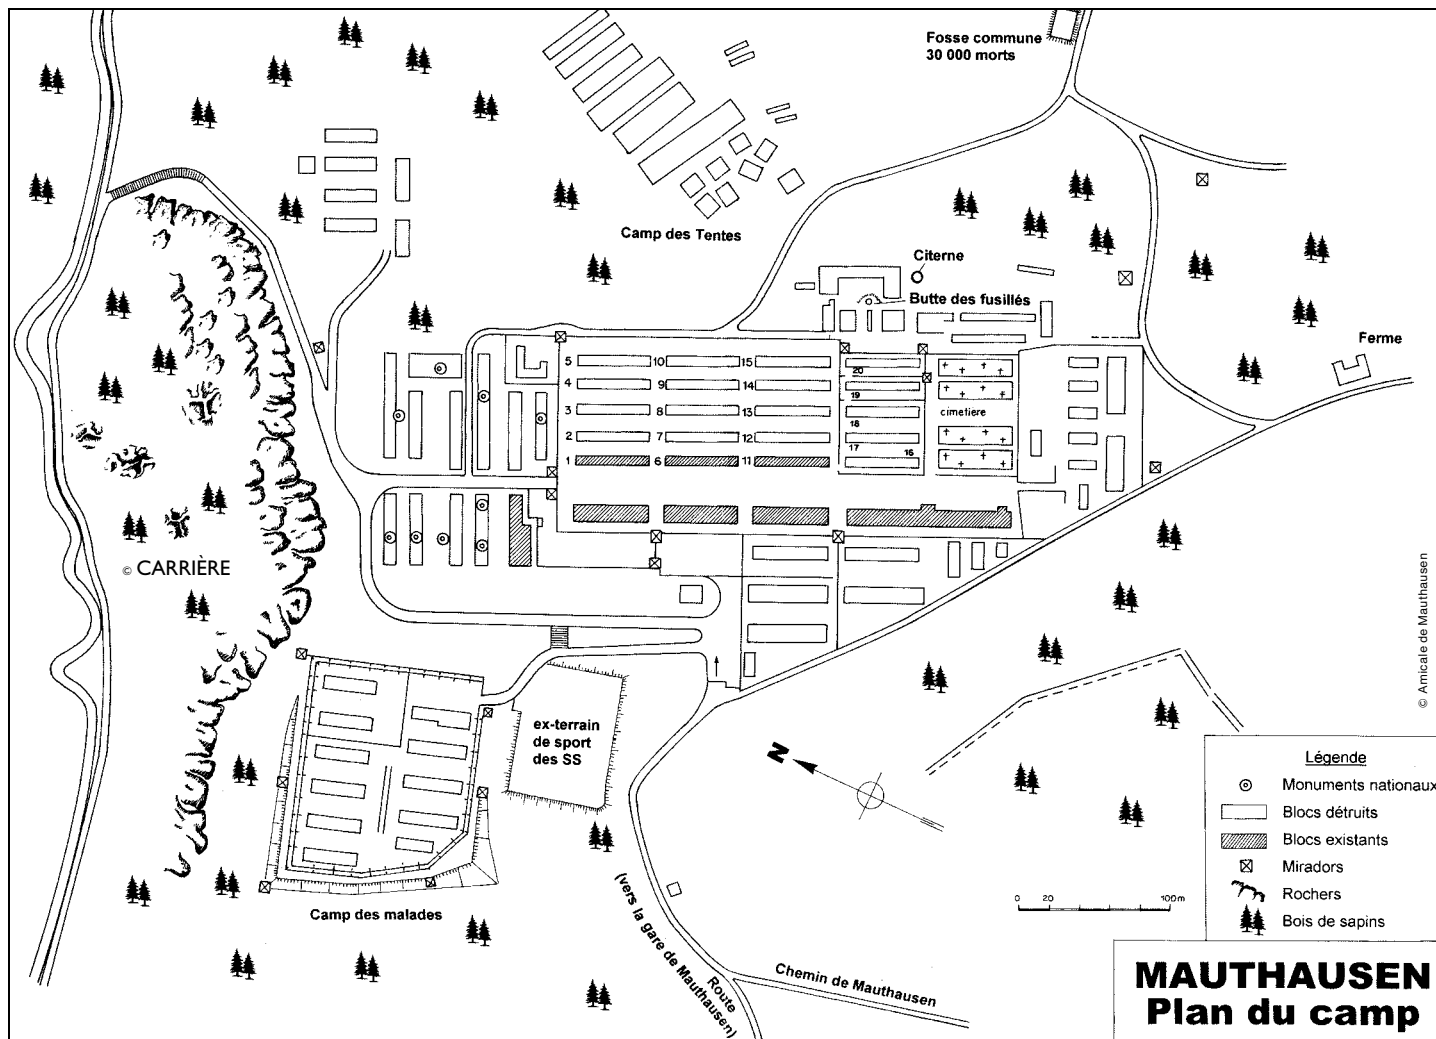 Fosse commune
30 000 morts
Camp des Tentes
Citerne
Butte des fusillés
Ferme
5 10 15
4 9 14
3 8 13
2 7 12
1 6 11
20
19
18
17 16
cimetiere
© CARRIÈRE
ex-terrain
de sport
des SS
N
Camp des malades
Route
(vers la gare de Mauthausen)
Chemin de Mauthausen
© Amicale de Mauthausen
Légende
Monuments nationaux
Blocs détruits
Blocs existants
Miradors
Rochers
Bois de sapins
0 20 100m
MAUTHAUSEN
Plan du camp